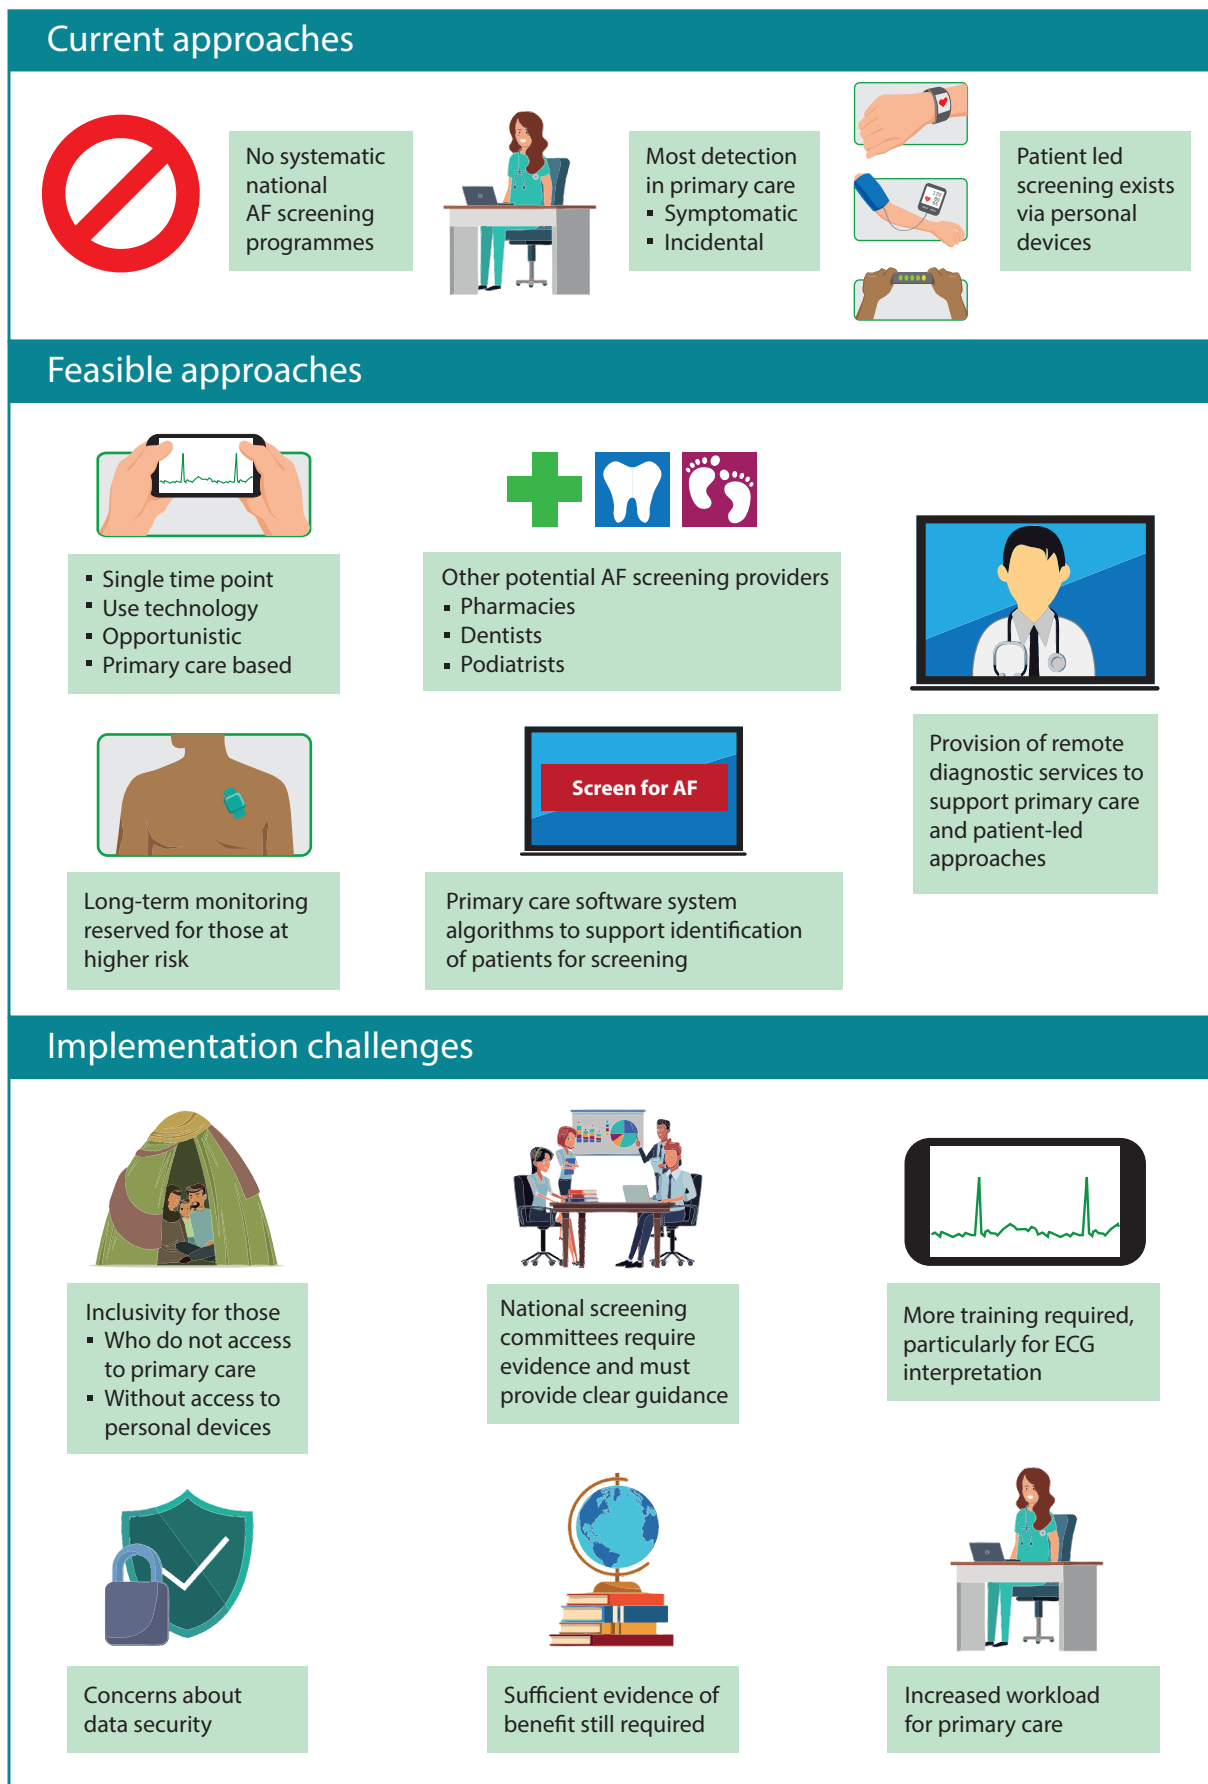 Current approaches
No systematic
national
AF screening
programmes
Most detection
in primary care
▪ Symptomatic
▪ Incidental
Patient led
screening exists
via personal
devices
Feasible approaches
▪ Single time point
▪ Use technology
▪ Opportunistic
▪ Primary care based
Other potential AF screening providers
▪ Pharmacies
▪ Dentists
▪ Podiatrists
Provision of remote
diagnostic services to
support primary care
and patient-led
approaches
Long-term monitoring
reserved for those at
higher risk
Screen for AF
Primary care software system
algorithms to support identification
of patients for screening
Implementation challenges
Inclusivity for those
▪ Who do not access
to primary care
▪ Without access to
personal devices
National screening
committees require
evidence and must
provide clear guidance
More training required,
particularly for ECG
interpretation
Concerns about
data security
Sufficient evidence of
benefit still required
Increased workload
for primary care